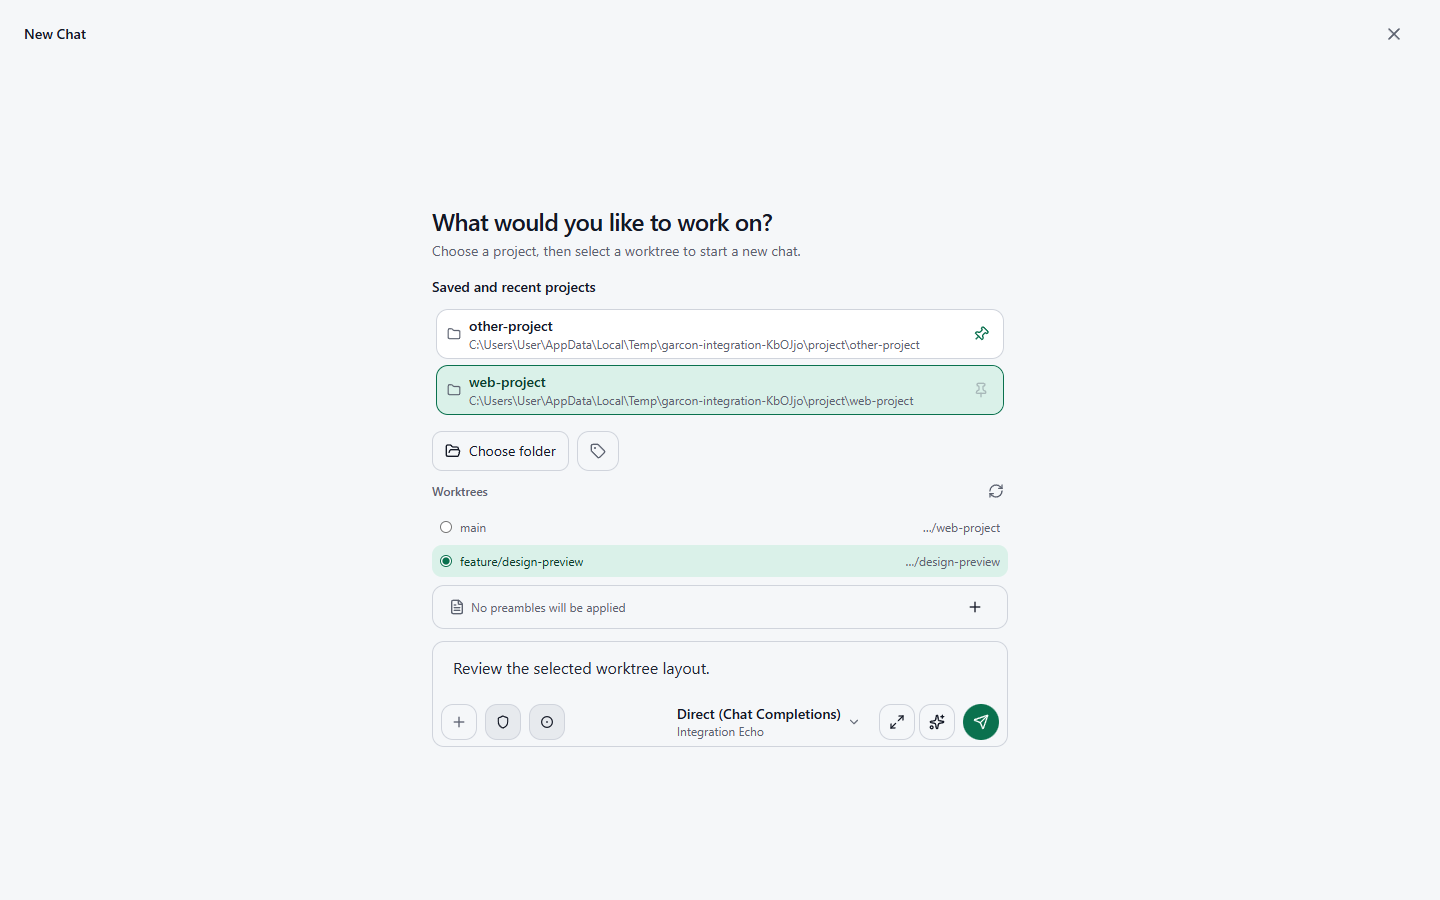 New Chat
What would you like to work on?
Choose a project, then select a worktree to start a new chat.
Saved and recent projects
other-project
C:\Users\User\AppData\Local\Temp\garcon-integration-KbOJjo\project\other-project
web-project
C:\Users\User\AppData\Local\Temp\garcon-integration-KbOJjo\project\web-project
Choose folder
Worktrees
main .../web-project
feature/design-preview .../design-preview
No preambles will be applied
Review the selected worktree layout.
Direct (Chat Completions)
Integration Echo